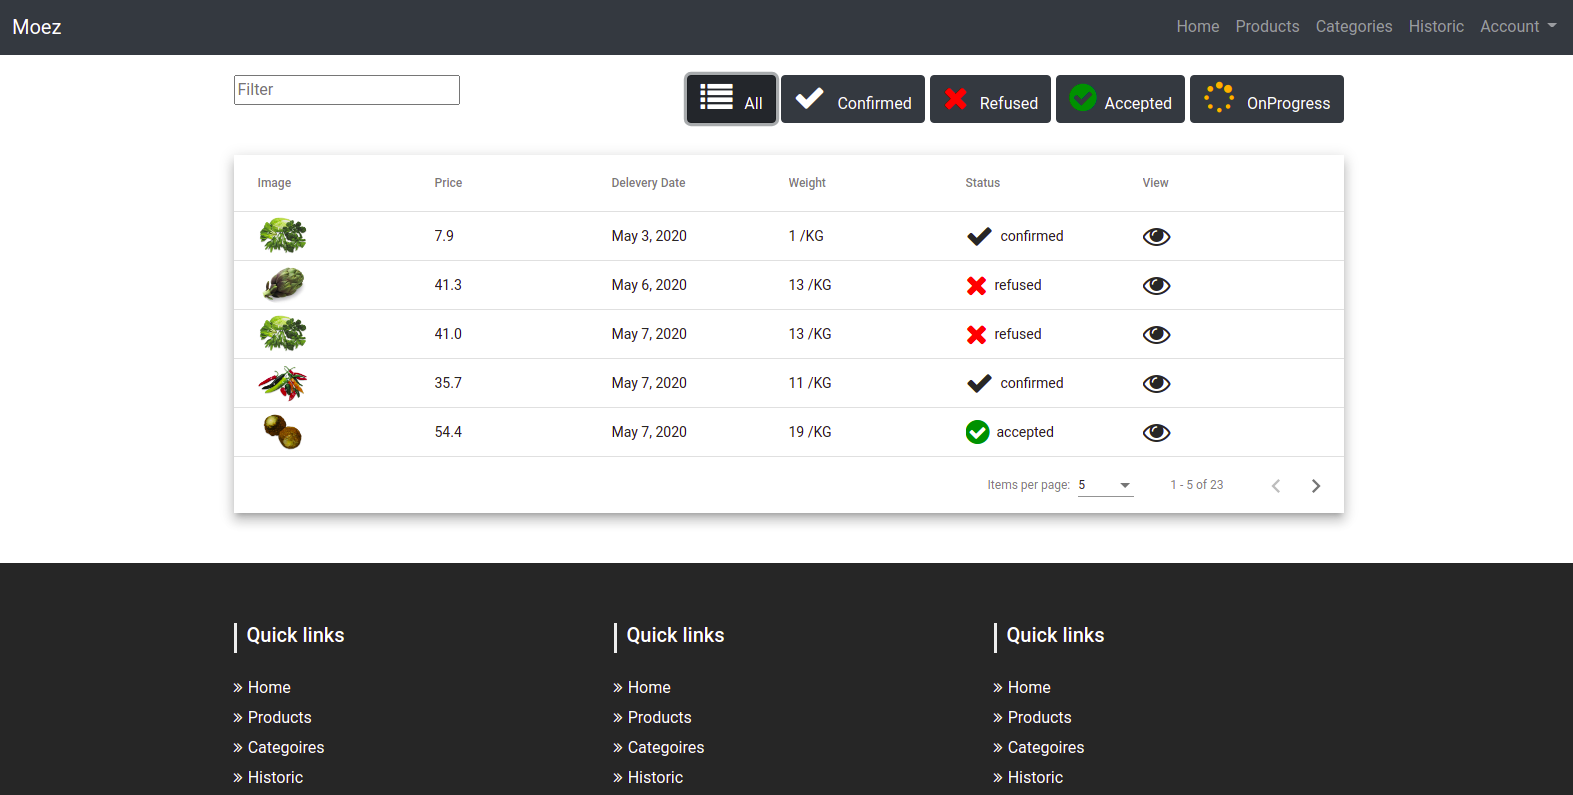 Moez Home Products Categories Historic Account
Filter All Confirmed Refused Accepted OnProgress
Image Price Delevery Date Weight Status View
7.9 May 3, 2020 1 /KG confirmed
41.3 May 6, 2020 13 /KG refused
41.0 May 7, 2020 13 /KG refused
35.7 May 7, 2020 11 /KG confirmed
54.4 May 7, 2020 19 /KG accepted
Items per page: 5 1 - 5 of 23
Quick links Quick links Quick links
» Home » Home » Home
» Products » Products » Products
» Categoires » Categoires » Categoires
» Historic » Historic » Historic